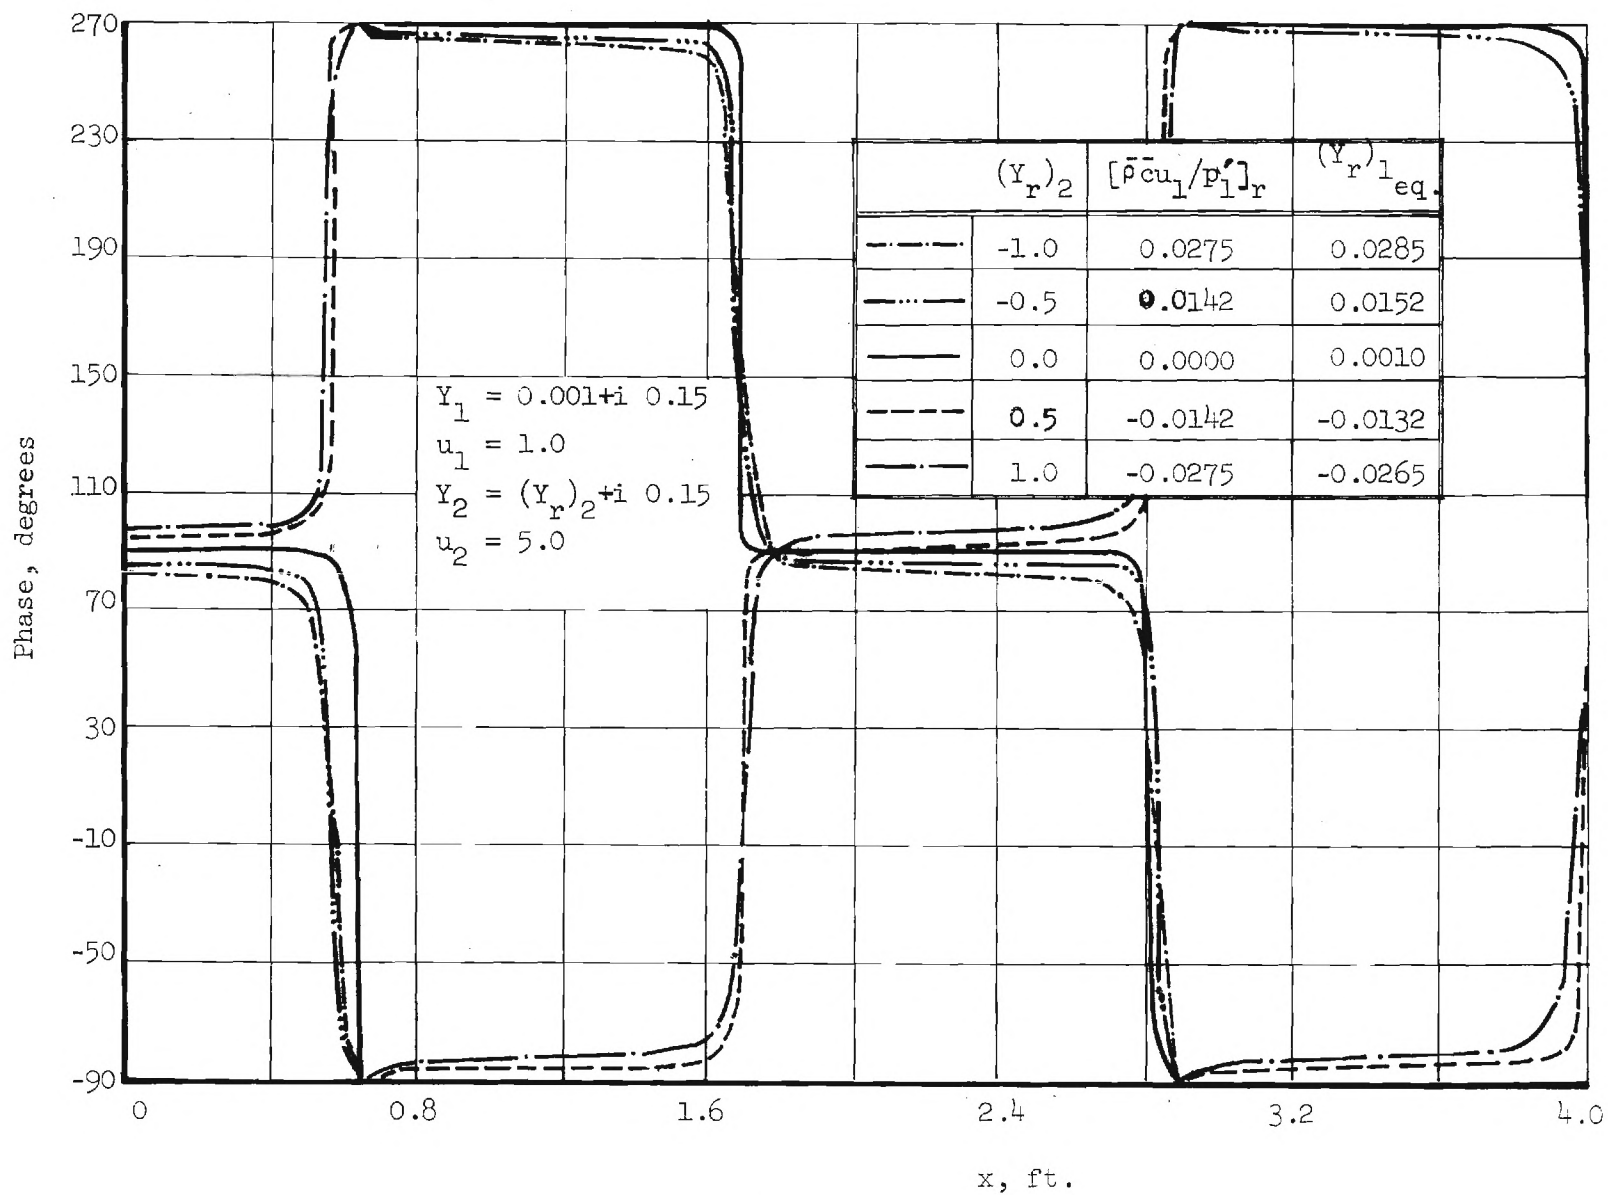 270
230
190
150
110
70
30
-10
-50
-90
Phase, degrees
0 0.8 1.6 2.4 3.2 4.0
x, ft.
Y1 = 0.001+i 0.15
u1 = 1.0
Y2 = (Yr)2+i 0.15
u2 = 5.0
(Yr)2 [ρ̄c̄u1/p1′]r (Yr)1eq.
-1.0 0.0275 0.0285
-0.5 0.0142 0.0152
0.0 0.0000 0.0010
0.5 -0.0142 -0.0132
1.0 -0.0275 -0.0265